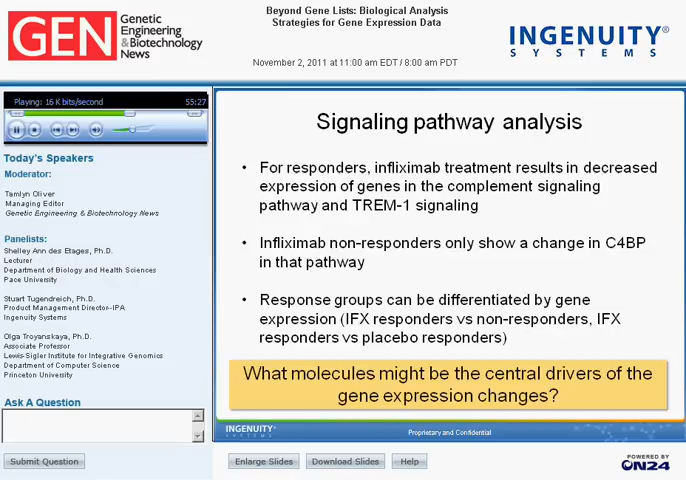 GEN
Genetic
Engineering
& Biotechnology
News
Beyond Gene Lists: Biological Analysis
Strategies for Gene Expression Data
November 2, 2011 at 11:00 am EDT / 8:00 am PDT
INGENUITY®
SYSTEMS
Playing: 16 K bits/second 55:27
Today's Speakers
Moderator:
Tamlyn Oliver
Managing Editor
Genetic Engineering & Biotechnology News
Panelists:
Shelley Ann des Etages, Ph.D.
Lecturer
Department of Biology and Health Sciences
Pace University
Stuart Tugendreich, Ph.D.
Product Management Director-IPA
Ingenuity Systems
Olga Troyanskaya, Ph.D.
Associate Professor
Lewis-Sigler Institute for Integrative Genomics
Department of Computer Science
Princeton University
Ask A Question
Submit Question
Signaling pathway analysis
• For responders, infliximab treatment results in decreased
expression of genes in the complement signaling
pathway and TREM-1 signaling
• Infliximab non-responders only show a change in C4BP
in that pathway
• Response groups can be differentiated by gene
expression (IFX responders vs non-responders, IFX
responders vs placebo responders)
What molecules might be the central drivers of the
gene expression changes?
INGENUITY
SYSTEMS
Proprietary and Confidential
Enlarge Slides
Download Slides
Help
POWERED BY
ON24